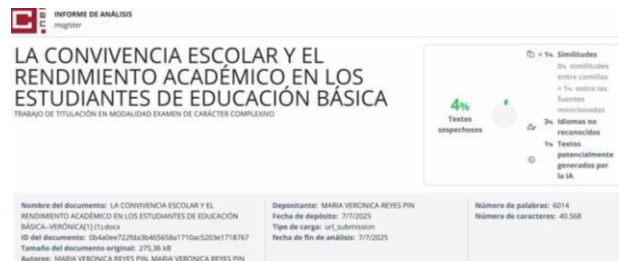 INFORME DE ANÁLISIS
magister
LA CONVIVENCIA ESCOLAR Y EL
RENDIMIENTO ACADÉMICO EN LOS
ESTUDIANTES DE EDUCACIÓN BÁSICA
TRABAJO DE TITULACIÓN EN MODALIDAD EXAMEN DE CARÁCTER COMPLEXIVO
4%
Textos
sospechosos
< 1% Similitudes
0% similitudes
entre comillas
< 1% entre las
fuentes
mencionadas
3% Idiomas no
reconocidos
1% Textos
potencialmente
generados por
la IA
Nombre del documento: LA CONVIVENCIA ESCOLAR Y EL
RENDIMIENTO ACADÉMICO EN LOS ESTUDIANTES DE EDUCACIÓN
BÁSICA--VERÓNICA[1] (1).docx
ID del documento: 0b4a0ee722fda3b465658a1710ac5203e1718767
Tamaño del documento original: 275,36 kB
Autores: MARIA VERONICA REYES PIN, MARIA VERONICA REYES PIN
Depositante: MARIA VERONICA REYES PIN
Fecha de depósito: 7/7/2025
Tipo de carga: url_submission
fecha de fin de análisis: 7/7/2025
Número de palabras: 6014
Número de caracteres: 40.568